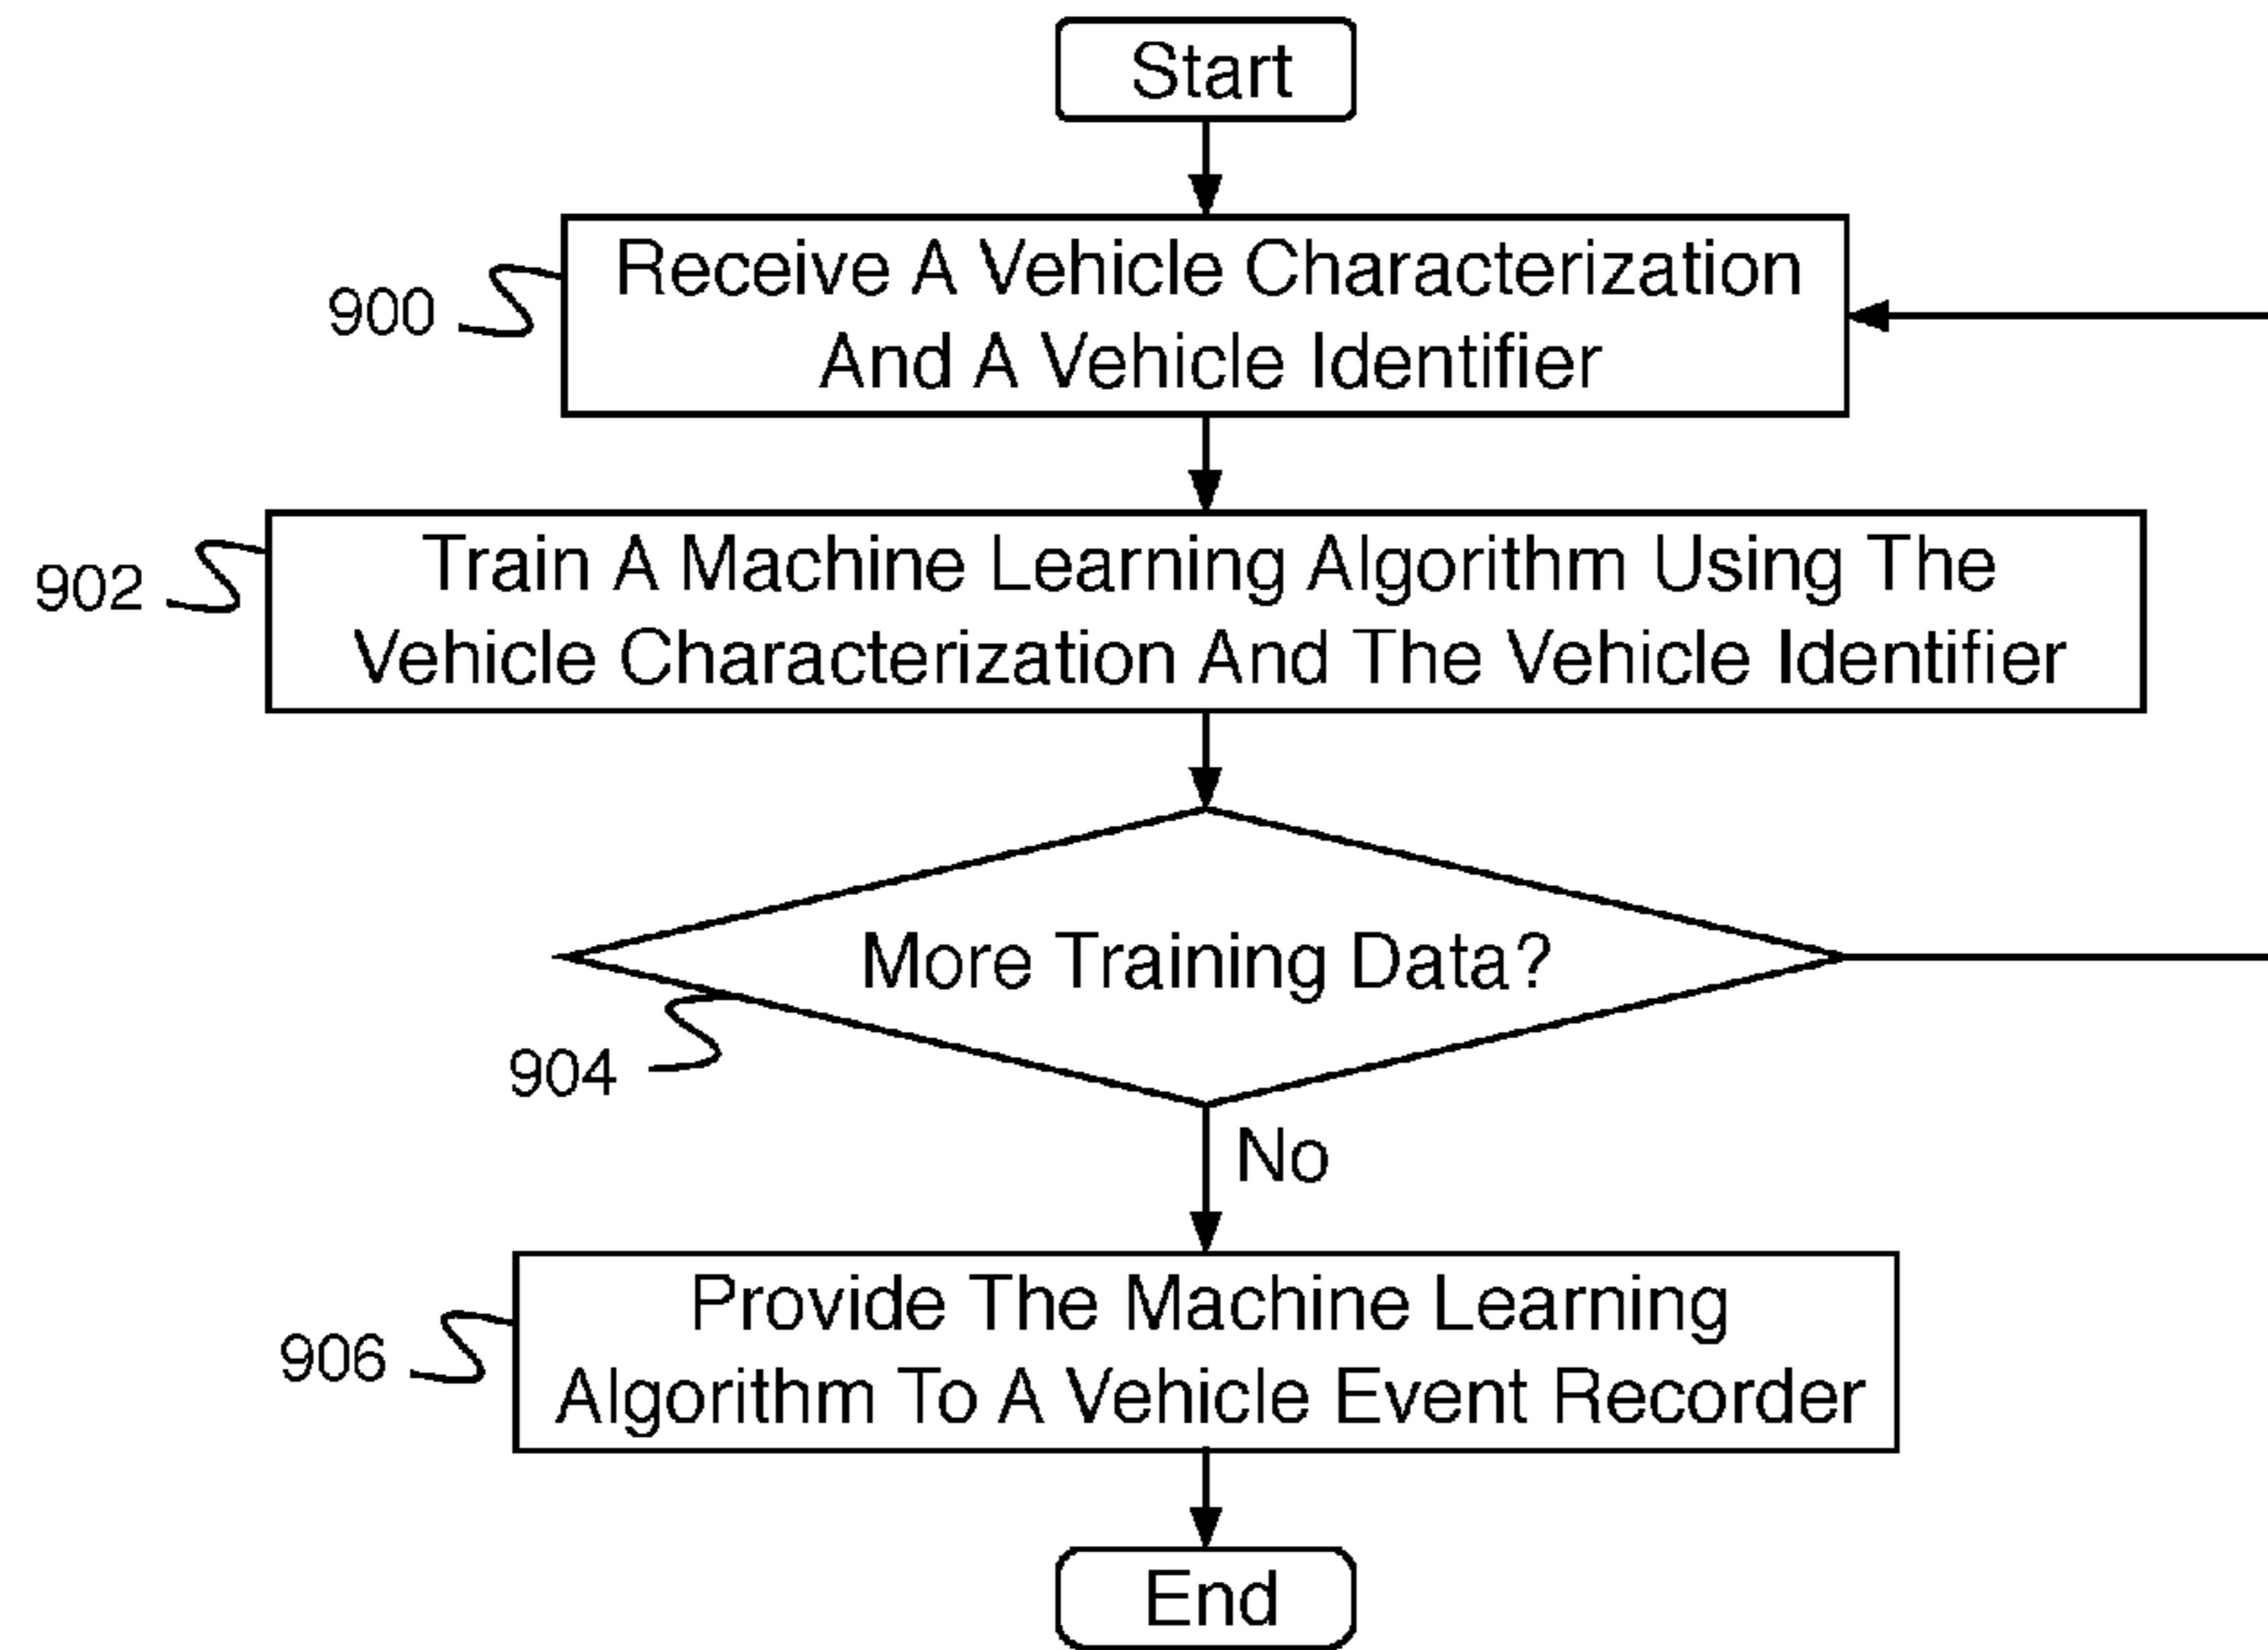 Start
900
Receive A Vehicle Characterization
And A Vehicle Identifier
902
Train A Machine Learning Algorithm Using The
Vehicle Characterization And The Vehicle Identifier
More Training Data?
904
No
906
Provide The Machine Learning
Algorithm To A Vehicle Event Recorder
End